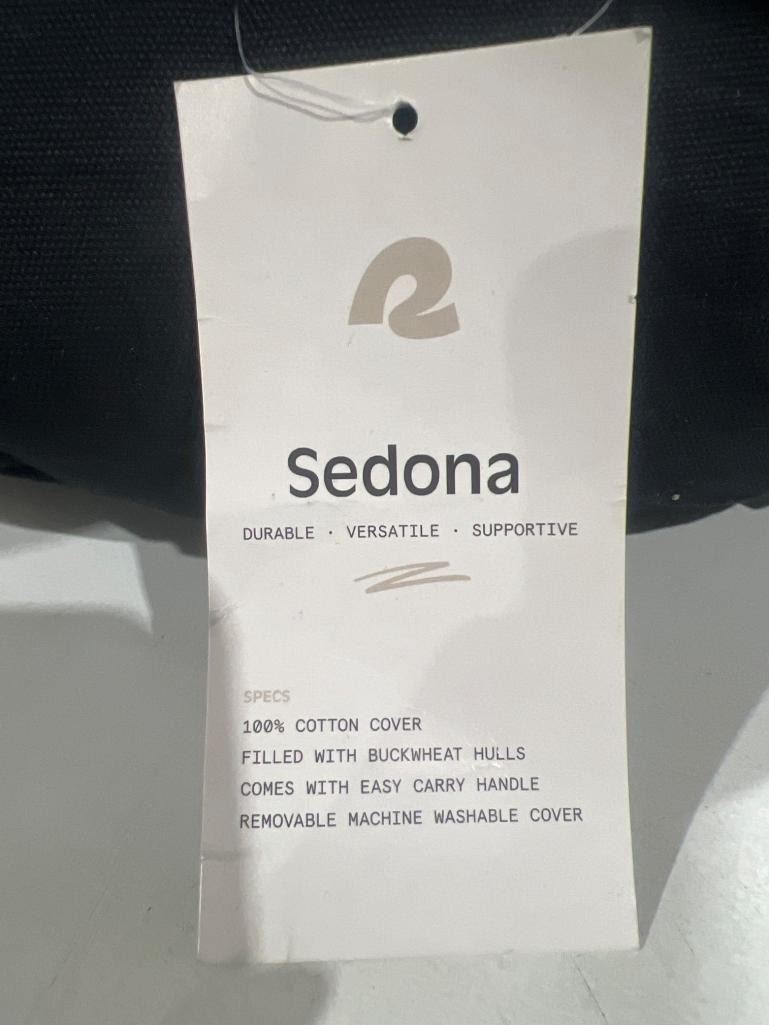 Sedona
DURABLE · VERSATILE · SUPPORTIVE
SPECS
100% COTTON COVER
FILLED WITH BUCKWHEAT HULLS
COMES WITH EASY CARRY HANDLE
REMOVABLE MACHINE WASHABLE COVER